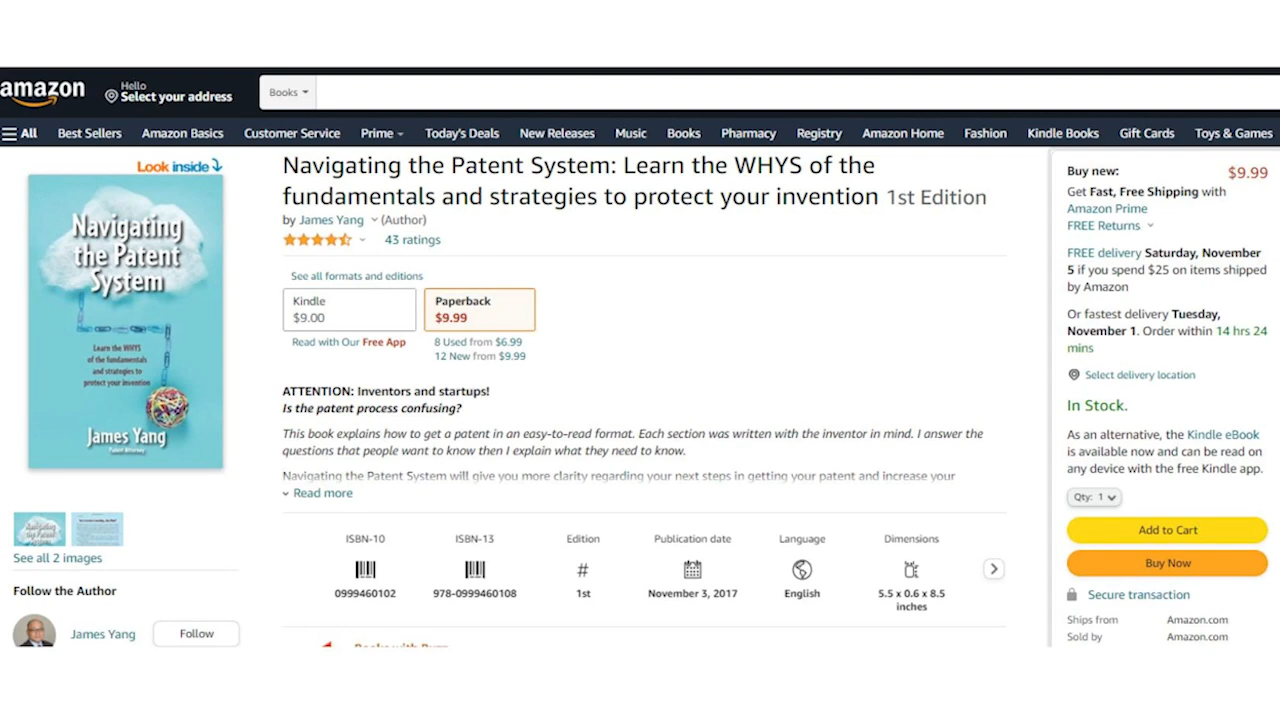 amazon
Hello
Select your address
Books
All
Best Sellers
Amazon Basics
Customer Service
Prime
Today's Deals
New Releases
Music
Books
Pharmacy
Registry
Amazon Home
Fashion
Kindle Books
Gift Cards
Toys & Games
Look inside
Navigating
the Patent
System
Learn the WHYS
of the fundamentals
and strategies to
protect your invention
James Yang
Patent Attorney
See all 2 images
Follow the Author
James Yang
Follow
Navigating the Patent System: Learn the WHYS of the
fundamentals and strategies to protect your invention 1st Edition
by James Yang (Author)
43 ratings
See all formats and editions
Kindle
$9.00
Paperback
$9.99
Read with Our Free App
8 Used from $6.99
12 New from $9.99
ATTENTION: Inventors and startups!
Is the patent process confusing?
This book explains how to get a patent in an easy-to-read format. Each section was written with the inventor in mind. I answer the
questions that people want to know then I explain what they need to know.
Navigating the Patent System will give you more clarity regarding your next steps in getting your patent and increase your
Read more
ISBN-10
0999460102
ISBN-13
978-0999460108
Edition
#
1st
Publication date
November 3, 2017
Language
English
Dimensions
5.5 x 0.6 x 8.5
inches
Buy new:
$9.99
Get Fast, Free Shipping with
Amazon Prime
FREE Returns
FREE delivery Saturday, November
5 if you spend $25 on items shipped
by Amazon
Or fastest delivery Tuesday,
November 1. Order within 14 hrs 24
mins
Select delivery location
In Stock.
As an alternative, the Kindle eBook
is available now and can be read on
any device with the free Kindle app.
Qty: 1
Add to Cart
Buy Now
Secure transaction
Ships from Amazon.com
Sold by Amazon.com